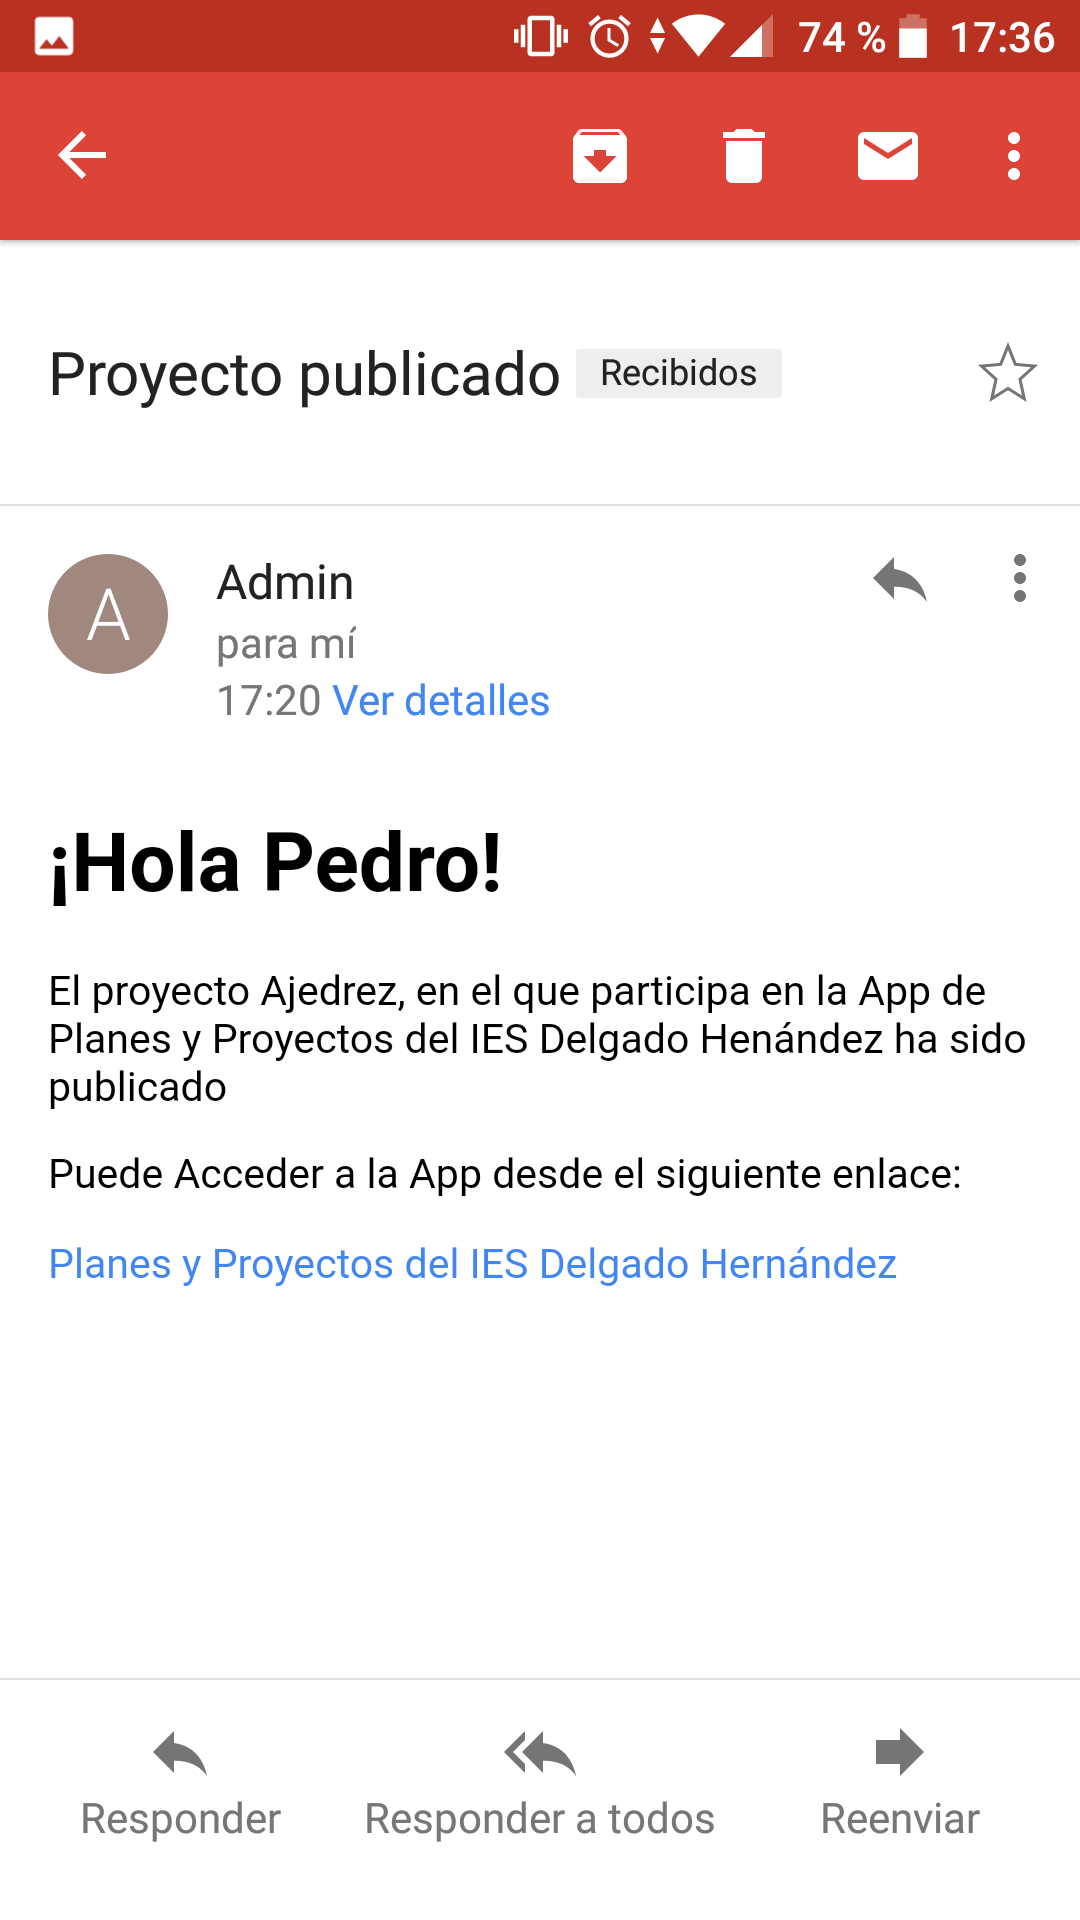 74 % 17:36
Proyecto publicado Recibidos
A
Admin
para mí
17:20 Ver detalles
¡Hola Pedro!
El proyecto Ajedrez, en el que participa en la App de
Planes y Proyectos del IES Delgado Henández ha sido
publicado
Puede Acceder a la App desde el siguiente enlace:
Planes y Proyectos del IES Delgado Hernández
Responder Responder a todos Reenviar